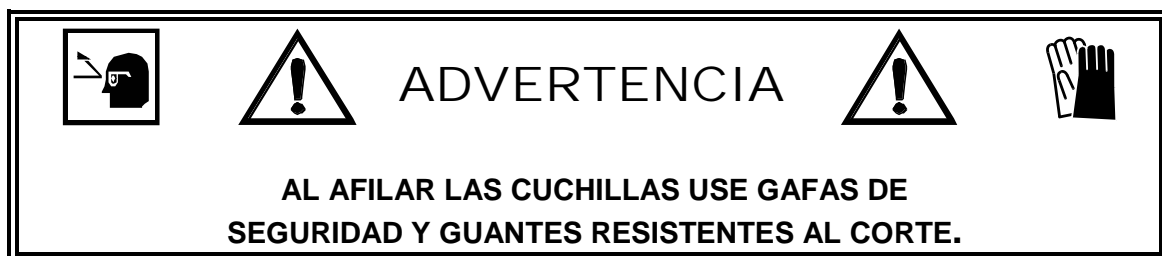 ADVERTENCIA
AL AFILAR LAS CUCHILLAS USE GAFAS DE
SEGURIDAD Y GUANTES RESISTENTES AL CORTE.